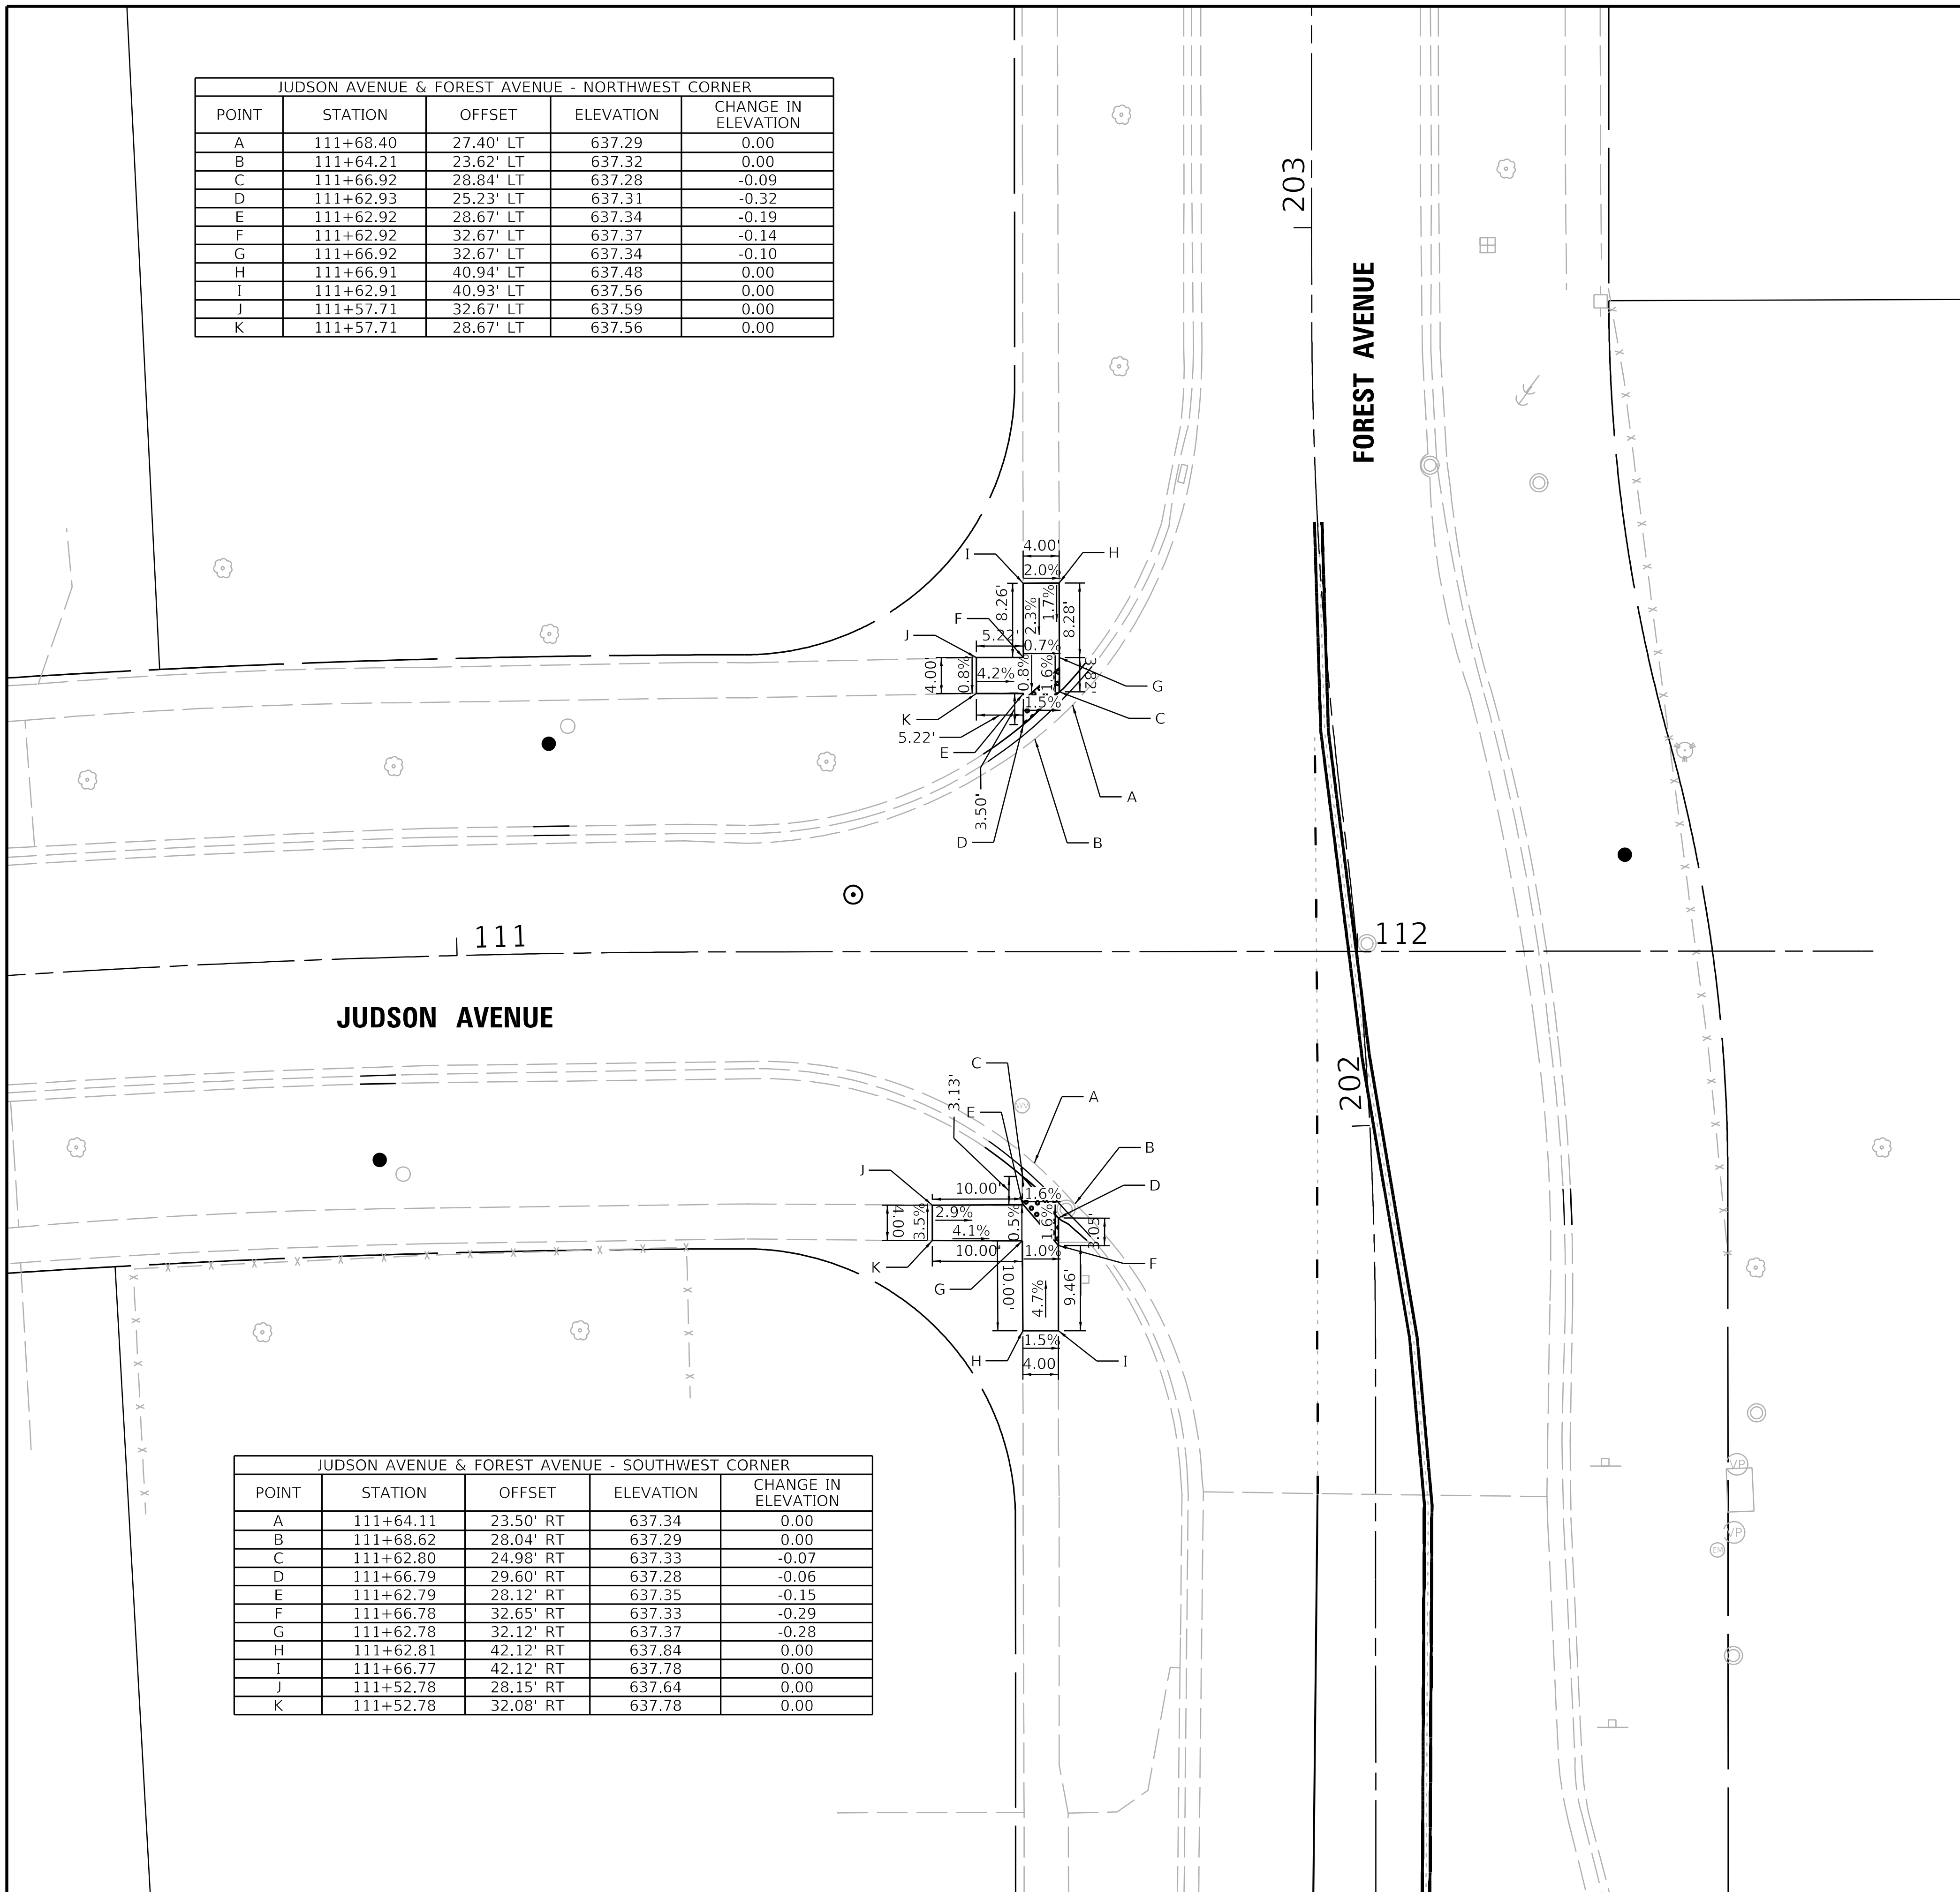 JUDSON AVENUE & FOREST AVENUE - NORTHWEST CORNER
POINT STATION OFFSET ELEVATION CHANGE IN ELEVATION
A 111+68.40 27.40' LT 637.29 0.00
B 111+64.21 23.62' LT 637.32 0.00
C 111+66.92 28.84' LT 637.28 -0.09
D 111+62.93 25.23' LT 637.31 -0.32
E 111+62.92 28.67' LT 637.34 -0.19
F 111+62.92 32.67' LT 637.37 -0.14
G 111+66.92 32.67' LT 637.34 -0.10
H 111+66.91 40.94' LT 637.48 0.00
I 111+62.91 40.93' LT 637.56 0.00
J 111+57.71 32.67' LT 637.59 0.00
K 111+57.71 28.67' LT 637.56 0.00
203
FOREST AVENUE
4.00'
I
H
2.0%
8.26'
2.3%
1.7%
8.28'
F
J
5.22'
0.7%
4.00'
0.8%
4.2%
0.8%
1.6%
3.82'
G
K
1.5%
C
5.22'
E
3.50'
A
D
B
111
112
JUDSON AVENUE
202
C
3.13'
A
E
WV
B
J
D
10.00'
1.6%
4.00'
3.5%
2.9%
0.5%
1.6%
3.05'
4.1%
10.00'
1.0%
K
F
G
10.00'
4.7%
9.46'
1.5%
H
I
4.00'
JUDSON AVENUE & FOREST AVENUE - SOUTHWEST CORNER
POINT STATION OFFSET ELEVATION CHANGE IN ELEVATION
A 111+64.11 23.50' RT 637.34 0.00
B 111+68.62 28.04' RT 637.29 0.00
C 111+62.80 24.98' RT 637.33 -0.07
D 111+66.79 29.60' RT 637.28 -0.06
E 111+62.79 28.12' RT 637.35 -0.15
F 111+66.78 32.65' RT 637.33 -0.29
G 111+62.78 32.12' RT 637.37 -0.28
H 111+62.81 42.12' RT 637.84 0.00
I 111+66.77 42.12' RT 637.78 0.00
J 111+52.78 28.15' RT 637.64 0.00
K 111+52.78 32.08' RT 637.78 0.00
VP
VP
EM